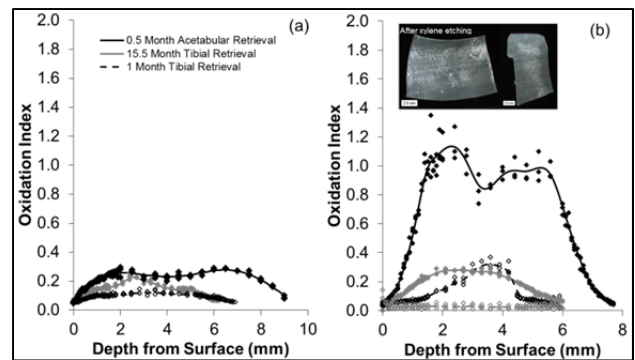 (a)
2.0
1.8
1.6
1.4
1.2
1.0
0.8
0.6
0.4
0.2
0.0
Oxidation Index
0.5 Month Acetabular Retrieval
15.5 Month Tibial Retrieval
1 Month Tibial Retrieval
0 2 4 6 8 10
Depth from Surface (mm)
(b)
2.0
1.8
1.6
1.4
1.2
1.0
0.8
0.6
0.4
0.2
0.0
Oxidation Index
After xylene etching
0 2 4 6 8
Depth from Surface (mm)